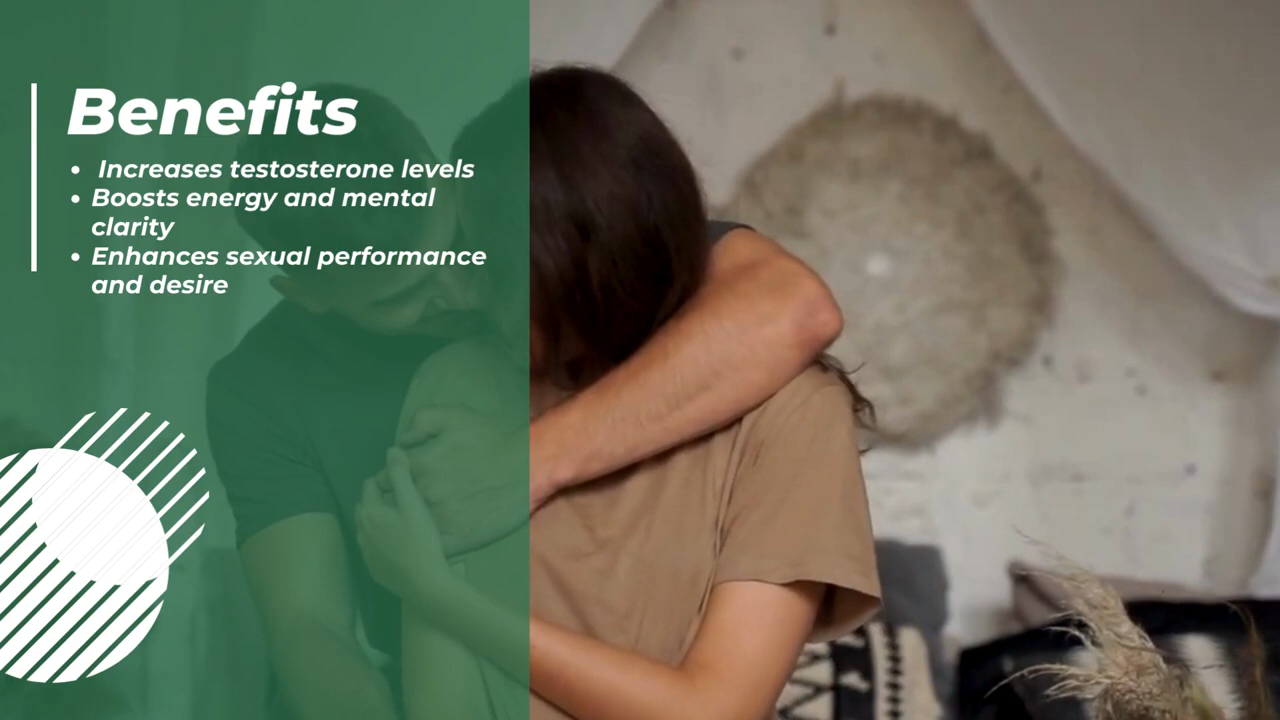 Benefits
• Increases testosterone levels
• Boosts energy and mental
clarity
• Enhances sexual performance
and desire